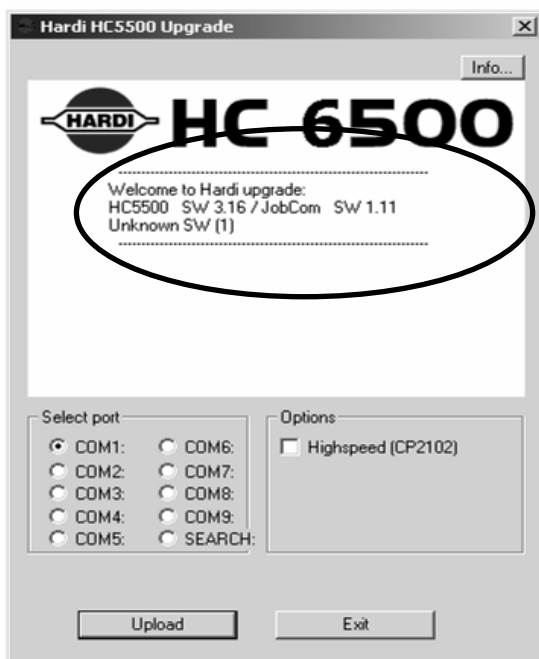 Hardi HC5500 Upgrade
Info...
HARDI HC 6500
Welcome to Hardi upgrade:
HC5500 SW 3.16 / JobCom SW 1.11
Unknown SW (1)
Select port
COM1: COM6:
COM2: COM7:
COM3: COM8:
COM4: COM9:
COM5: SEARCH:
Options
Highspeed (CP2102)
Upload Exit